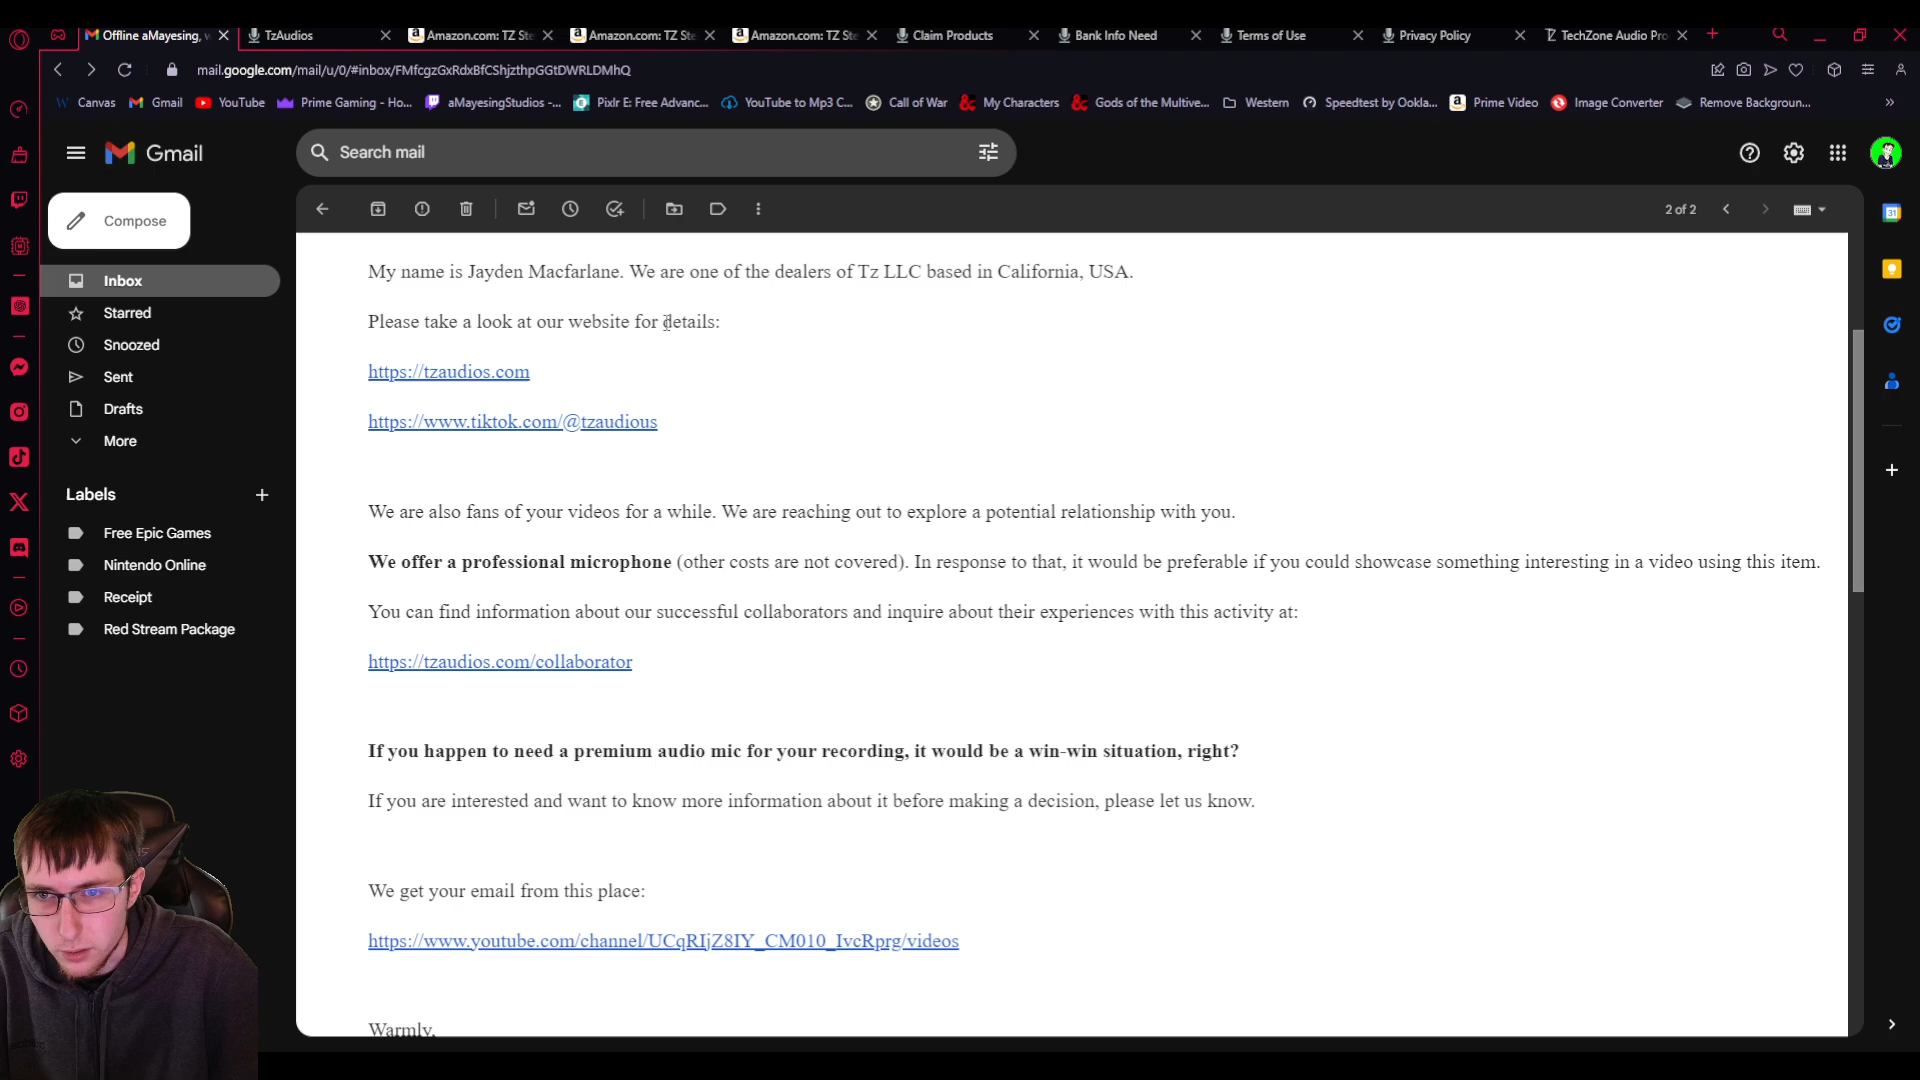 Offline aMayesing, w
TzAudios
Amazon.com: TZ Ste
Amazon.com: TZ Ste
Amazon.com: TZ Ste
Claim Products
Bank Info Need
Terms of Use
Privacy Policy
TechZone Audio Pro
mail.google.com/mail/u/0/#inbox/FMfcgzGxRdxBfCShjzthpGGtDWRLDMhQ
Canvas
Gmail
YouTube
Prime Gaming - Ho...
aMayesingStudios -...
Pixlr E: Free Advanc...
YouTube to Mp3 C...
Call of War
My Characters
Gods of the Multive...
Western
Speedtest by Ookla...
Prime Video
Image Converter
Remove Backgroun...
Gmail
Search mail
Compose
2 of 2
Inbox
Starred
Snoozed
Sent
Drafts
More
Labels
Free Epic Games
Nintendo Online
Receipt
Red Stream Package
My name is Jayden Macfarlane. We are one of the dealers of Tz LLC based in California, USA.
Please take a look at our website for details:
https://tzaudios.com
https://www.tiktok.com/@tzaudious
We are also fans of your videos for a while. We are reaching out to explore a potential relationship with you.
We offer a professional microphone (other costs are not covered). In response to that, it would be preferable if you could showcase something interesting in a video using this item.
You can find information about our successful collaborators and inquire about their experiences with this activity at:
https://tzaudios.com/collaborator
If you happen to need a premium audio mic for your recording, it would be a win-win situation, right?
If you are interested and want to know more information about it before making a decision, please let us know.
We get your email from this place:
https://www.youtube.com/channel/UCqRIjZ8IY_CM010_IvcRprg/videos
Warmly,